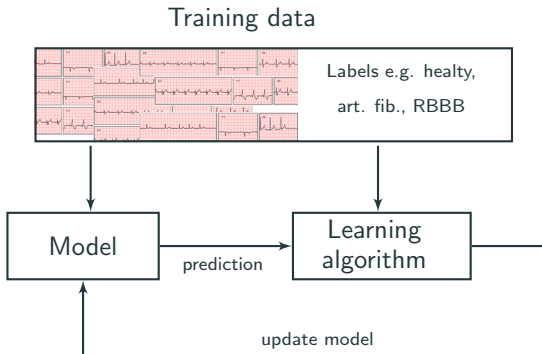 Training data
Labels e.g. healty,
art. fib., RBBB
Model
prediction
Learning
algorithm
update model